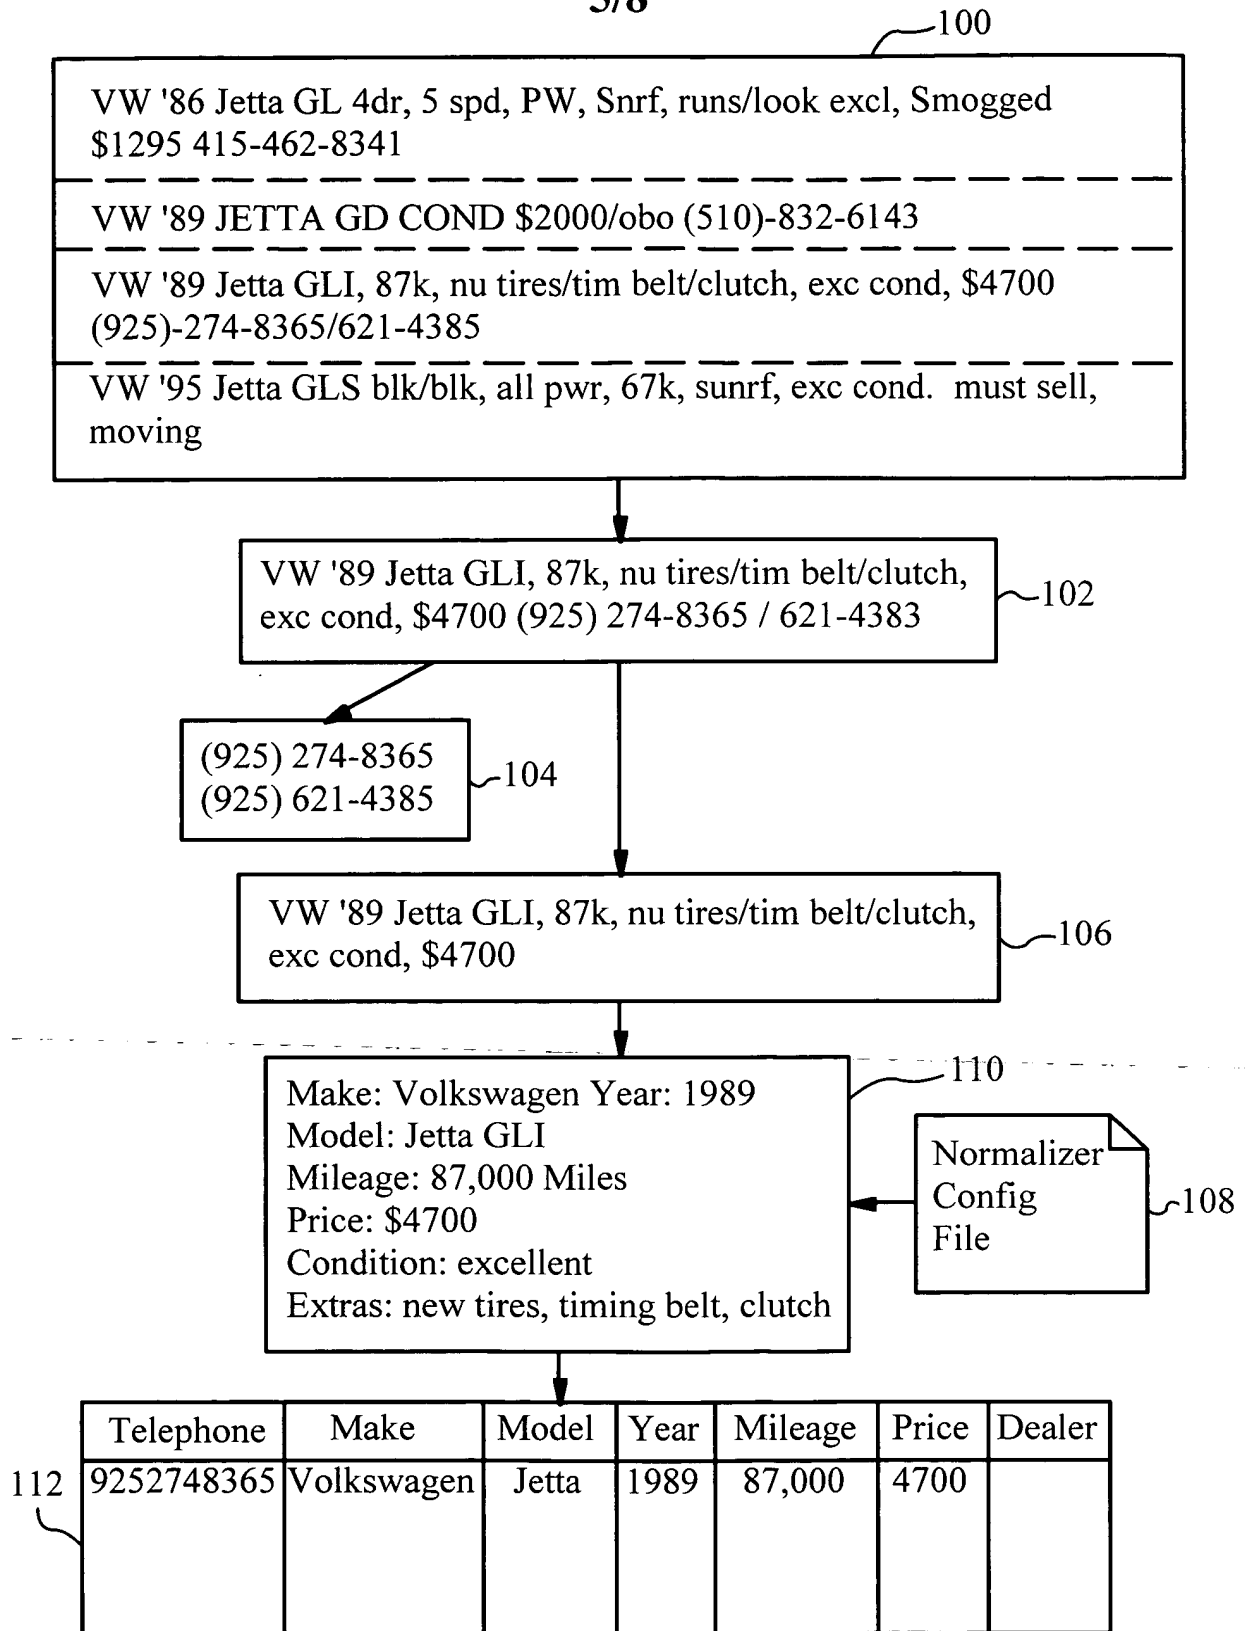 5/8
100
VW '86 Jetta GL 4dr, 5 spd, PW, Snrf, runs/look excl, Smogged
$1295 415-462-8341
VW '89 JETTA GD COND $2000/obo (510)-832-6143
VW '89 Jetta GLI, 87k, nu tires/tim belt/clutch, exc cond, $4700
(925)-274-8365/621-4385
VW '95 Jetta GLS blk/blk, all pwr, 67k, sunrf, exc cond. must sell,
moving
VW '89 Jetta GLI, 87k, nu tires/tim belt/clutch,
exc cond, $4700 (925) 274-8365 / 621-4383
102
(925) 274-8365
(925) 621-4385
104
VW '89 Jetta GLI, 87k, nu tires/tim belt/clutch,
exc cond, $4700
106
110
Make: Volkswagen Year: 1989
Model: Jetta GLI
Mileage: 87,000 Miles
Price: $4700
Condition: excellent
Extras: new tires, timing belt, clutch
Normalizer
Config
File
108
Telephone Make Model Year Mileage Price Dealer
112 9252748365 Volkswagen Jetta 1989 87,000 4700